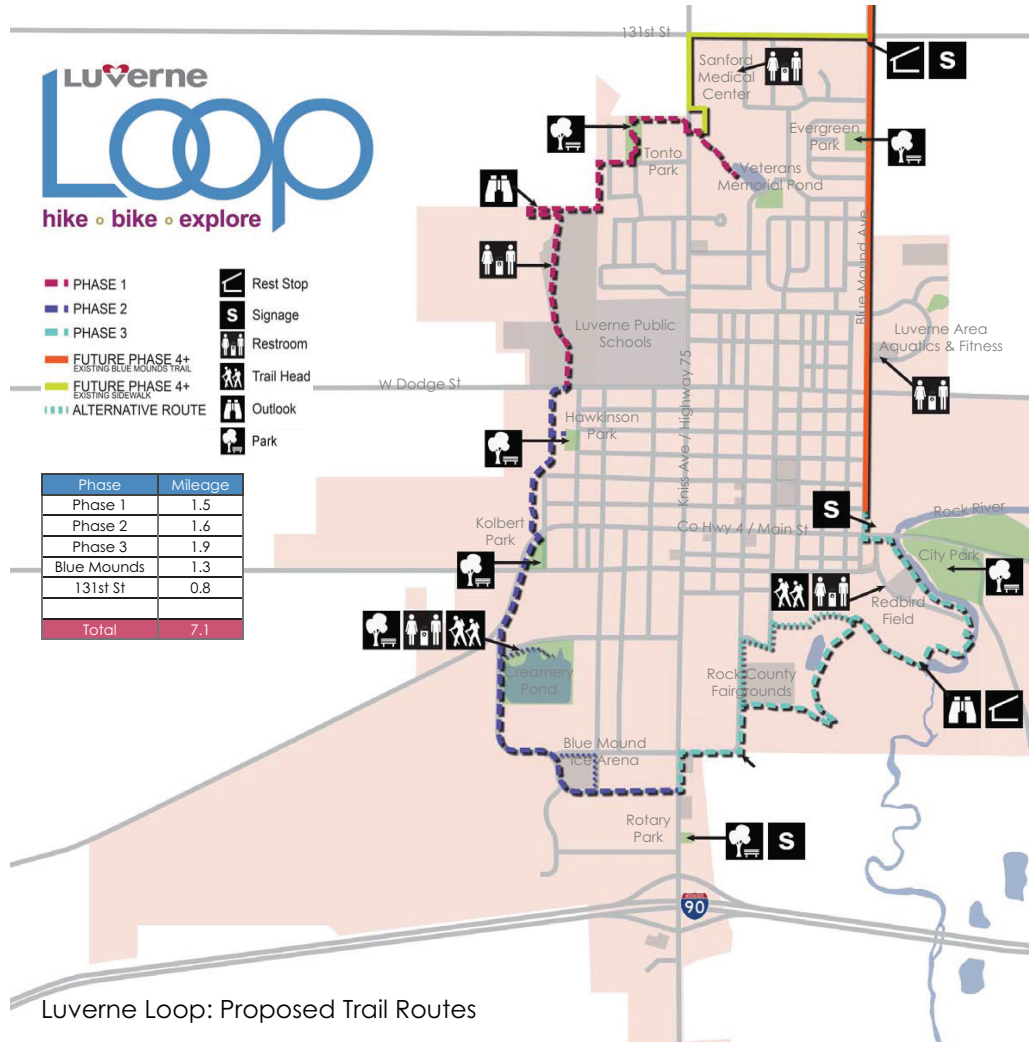 LUVERNE
Loop
hike o bike o explore
PHASE 1
PHASE 2
PHASE 3
FUTURE PHASE 4+
EXISTING BLUE MOUNDS TRAIL
FUTURE PHASE 4+
EXISTING SIDEWALK
ALTERNATIVE ROUTE
Rest Stop
S
Signage
Restroom
Trail Head
Outlook
Park
Phase Mileage
Phase 1 1.5
Phase 2 1.6
Phase 3 1.9
Blue Mounds 1.3
131st St 0.8
Total 7.1
131st St
Sanford
Medical
Center
S
Evergreen
Park
Tonto
Park
Veterans
Memorial Pond
Blue Mound Ave
Luverne Public
Schools
Luverne Area
Aquatics & Fitness
Kniss Ave / Highway 75
W Dodge St
Hawkinson
Park
S
Rock River
Kolbert
Park
Co Hwy 4 / Main St
City Park
Redbird
Field
Creamery
Pond
Rock County
Fairgrounds
Blue Mound
Ice Arena
Rotary
Park
S
90
Luverne Loop: Proposed Trail Routes